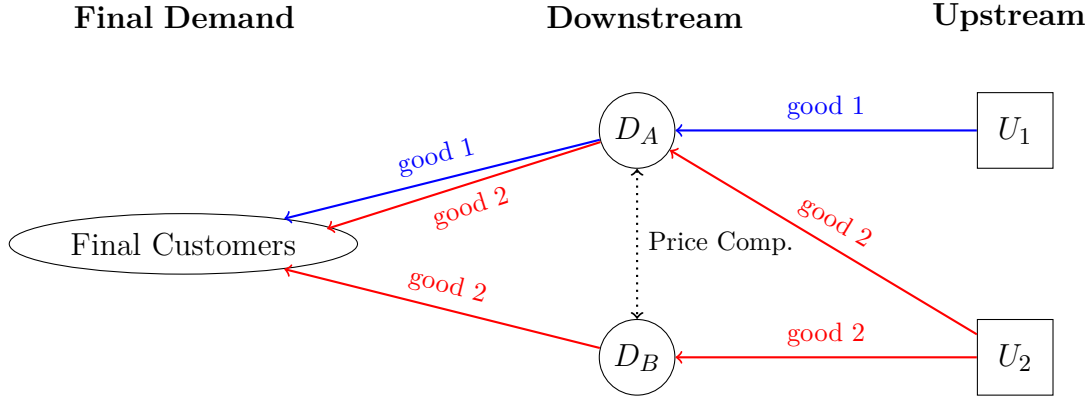 Final Demand
Downstream
Upstream
good 1
D_A
U_1
good 1
good 2
good 2
Final Customers
Price Comp.
good 2
good 2
D_B
U_2